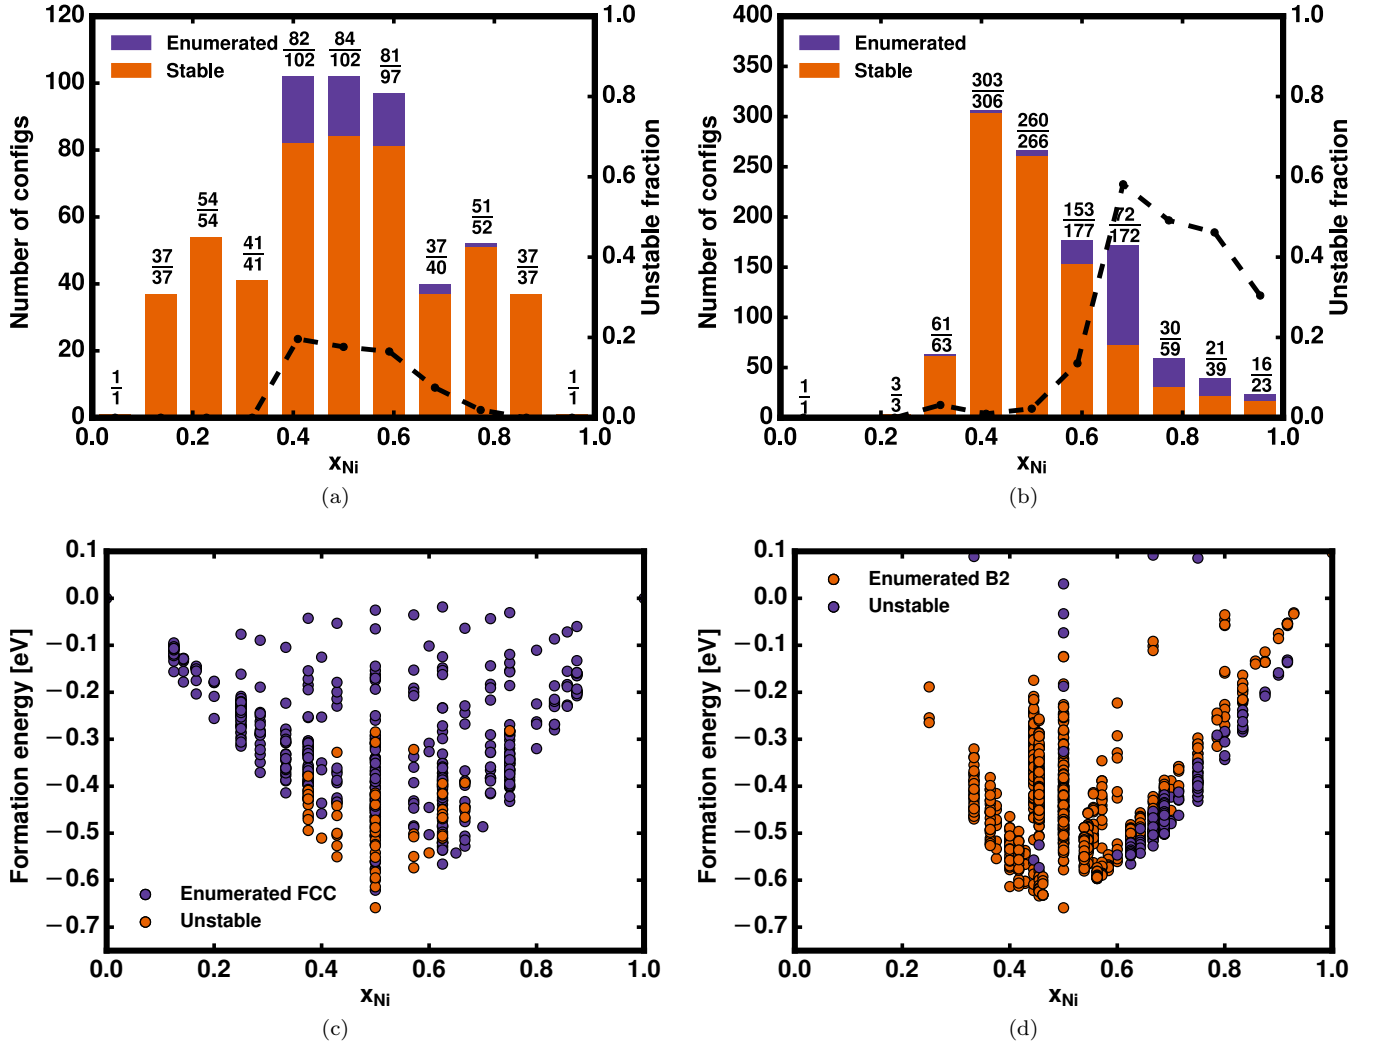 120
100
80
60
40
20
0
Number of configs
Enumerated
Stable
1/1
37/37
54/54
41/41
82/102
84/102
81/97
37/40
51/52
37/37
1/1
1.0
0.8
0.6
0.4
0.2
0.0
Unstable fraction
0.0 0.2 0.4 0.6 0.8 1.0
xNi
(a)
400
350
300
250
200
150
100
50
0
Number of configs
Enumerated
Stable
1/1
3/3
61/63
303/306
260/266
153/177
72/172
30/59
21/39
16/23
1.0
0.8
0.6
0.4
0.2
0.0
Unstable fraction
0.0 0.2 0.4 0.6 0.8 1.0
xNi
(b)
0.1
0.0
−0.1
−0.2
−0.3
−0.4
−0.5
−0.6
−0.7
Formation energy [eV]
Enumerated FCC
Unstable
0.0 0.2 0.4 0.6 0.8 1.0
xNi
(c)
0.1
0.0
−0.1
−0.2
−0.3
−0.4
−0.5
−0.6
−0.7
Formation energy [eV]
Enumerated B2
Unstable
0.0 0.2 0.4 0.6 0.8 1.0
xNi
(d)